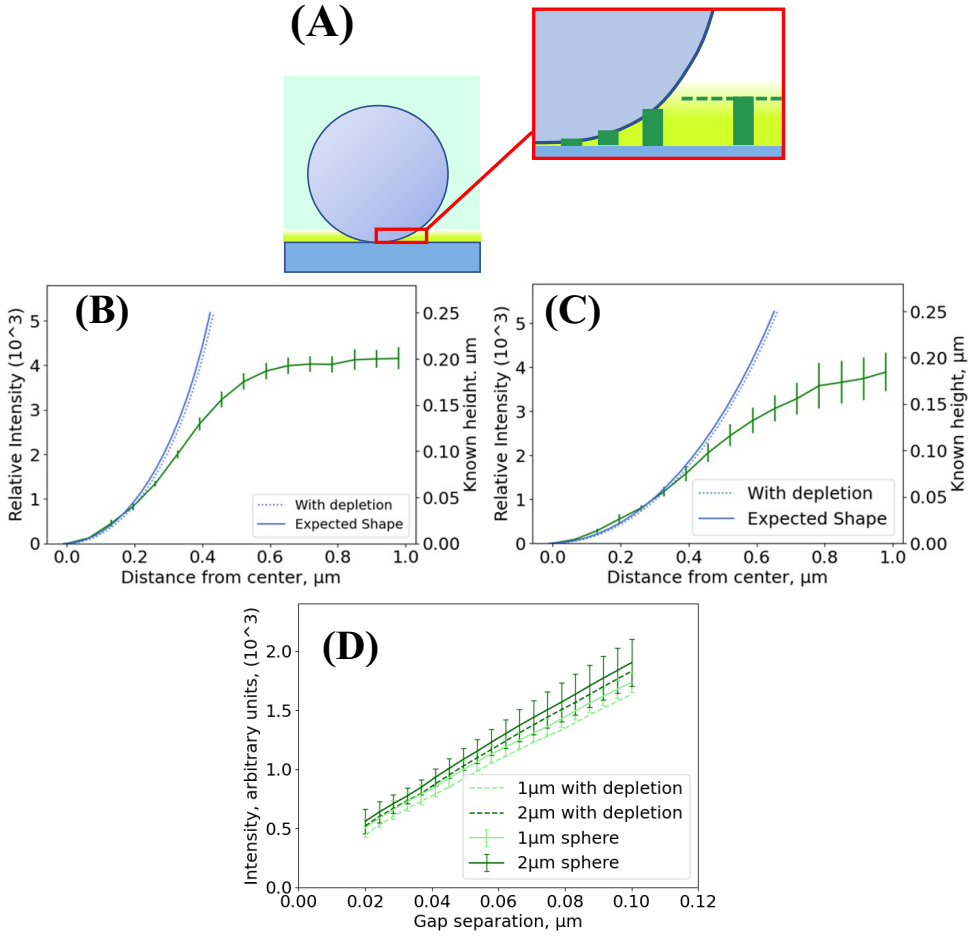 (A)
(B)
Relative Intensity (10^3)
5
4
3
2
1
0
0.25
0.20
0.15
0.10
0.05
0.00
Known height, µm
With depletion
Expected Shape
0.0 0.2 0.4 0.6 0.8 1.0
Distance from center, µm
(C)
Relative Intensity (10^3)
5
4
3
2
1
0
0.25
0.20
0.15
0.10
0.05
0.00
Known height, µm
With depletion
Expected Shape
0.0 0.2 0.4 0.6 0.8 1.0
Distance from center, µm
(D)
Intensity, arbitrary units, (10^3)
2.0
1.5
1.0
0.5
0.0
1µm with depletion
2µm with depletion
1µm sphere
2µm sphere
0.00 0.02 0.04 0.06 0.08 0.10 0.12
Gap separation, µm